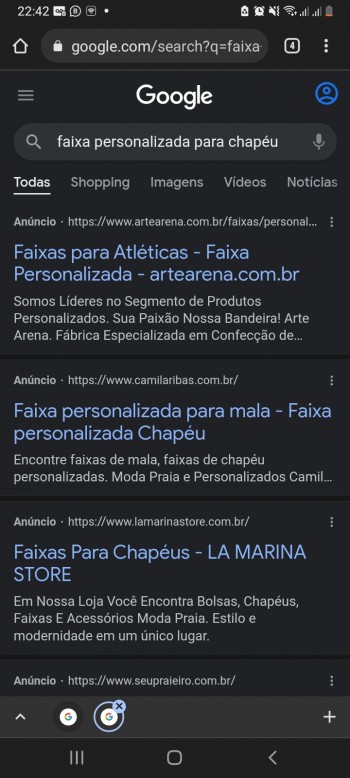 22:42
google.com/search?q=faixa
4
Google
faixa personalizada para chapéu
Todas Shopping Imagens Vídeos Notícias
Anúncio · https://www.artearena.com.br/faixas/personal...
Faixas para Atléticas - Faixa
Personalizada - artearena.com.br
Somos Líderes no Segmento de Produtos
Personalizados. Sua Paixão Nossa Bandeira! Arte
Arena. Fábrica Especializada em Confecção de...
Anúncio · https://www.camilaribas.com.br/
Faixa personalizada para mala - Faixa
personalizada Chapéu
Encontre faixas de mala, faixas de chapéu
personalizadas. Moda Praia e Personalizados Camil...
Anúncio · https://www.lamarinastore.com.br/
Faixas Para Chapéus - LA MARINA
STORE
Em Nossa Loja Você Encontra Bolsas, Chapéus,
Faixas E Acessórios Moda Praia. Estilo e
modernidade em um único lugar.
Anúncio · https://www.seupraieiro.com.br/